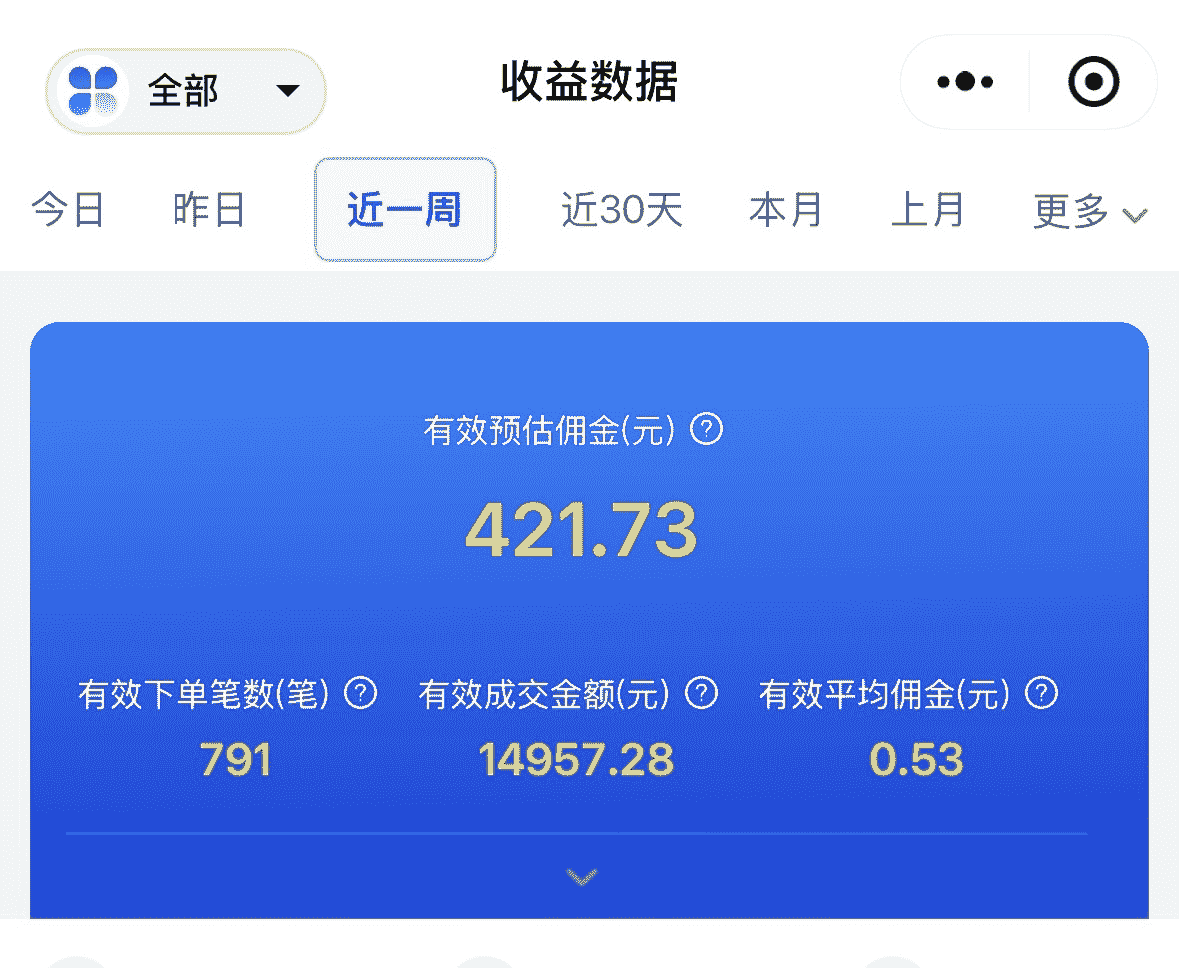 全部
收益数据
今日 昨日 近一周 近30天 本月 上月 更多
有效预估佣金(元) ?
421.73
有效下单笔数(笔) ? 有效成交金额(元) ? 有效平均佣金(元) ?
791 14957.28 0.53